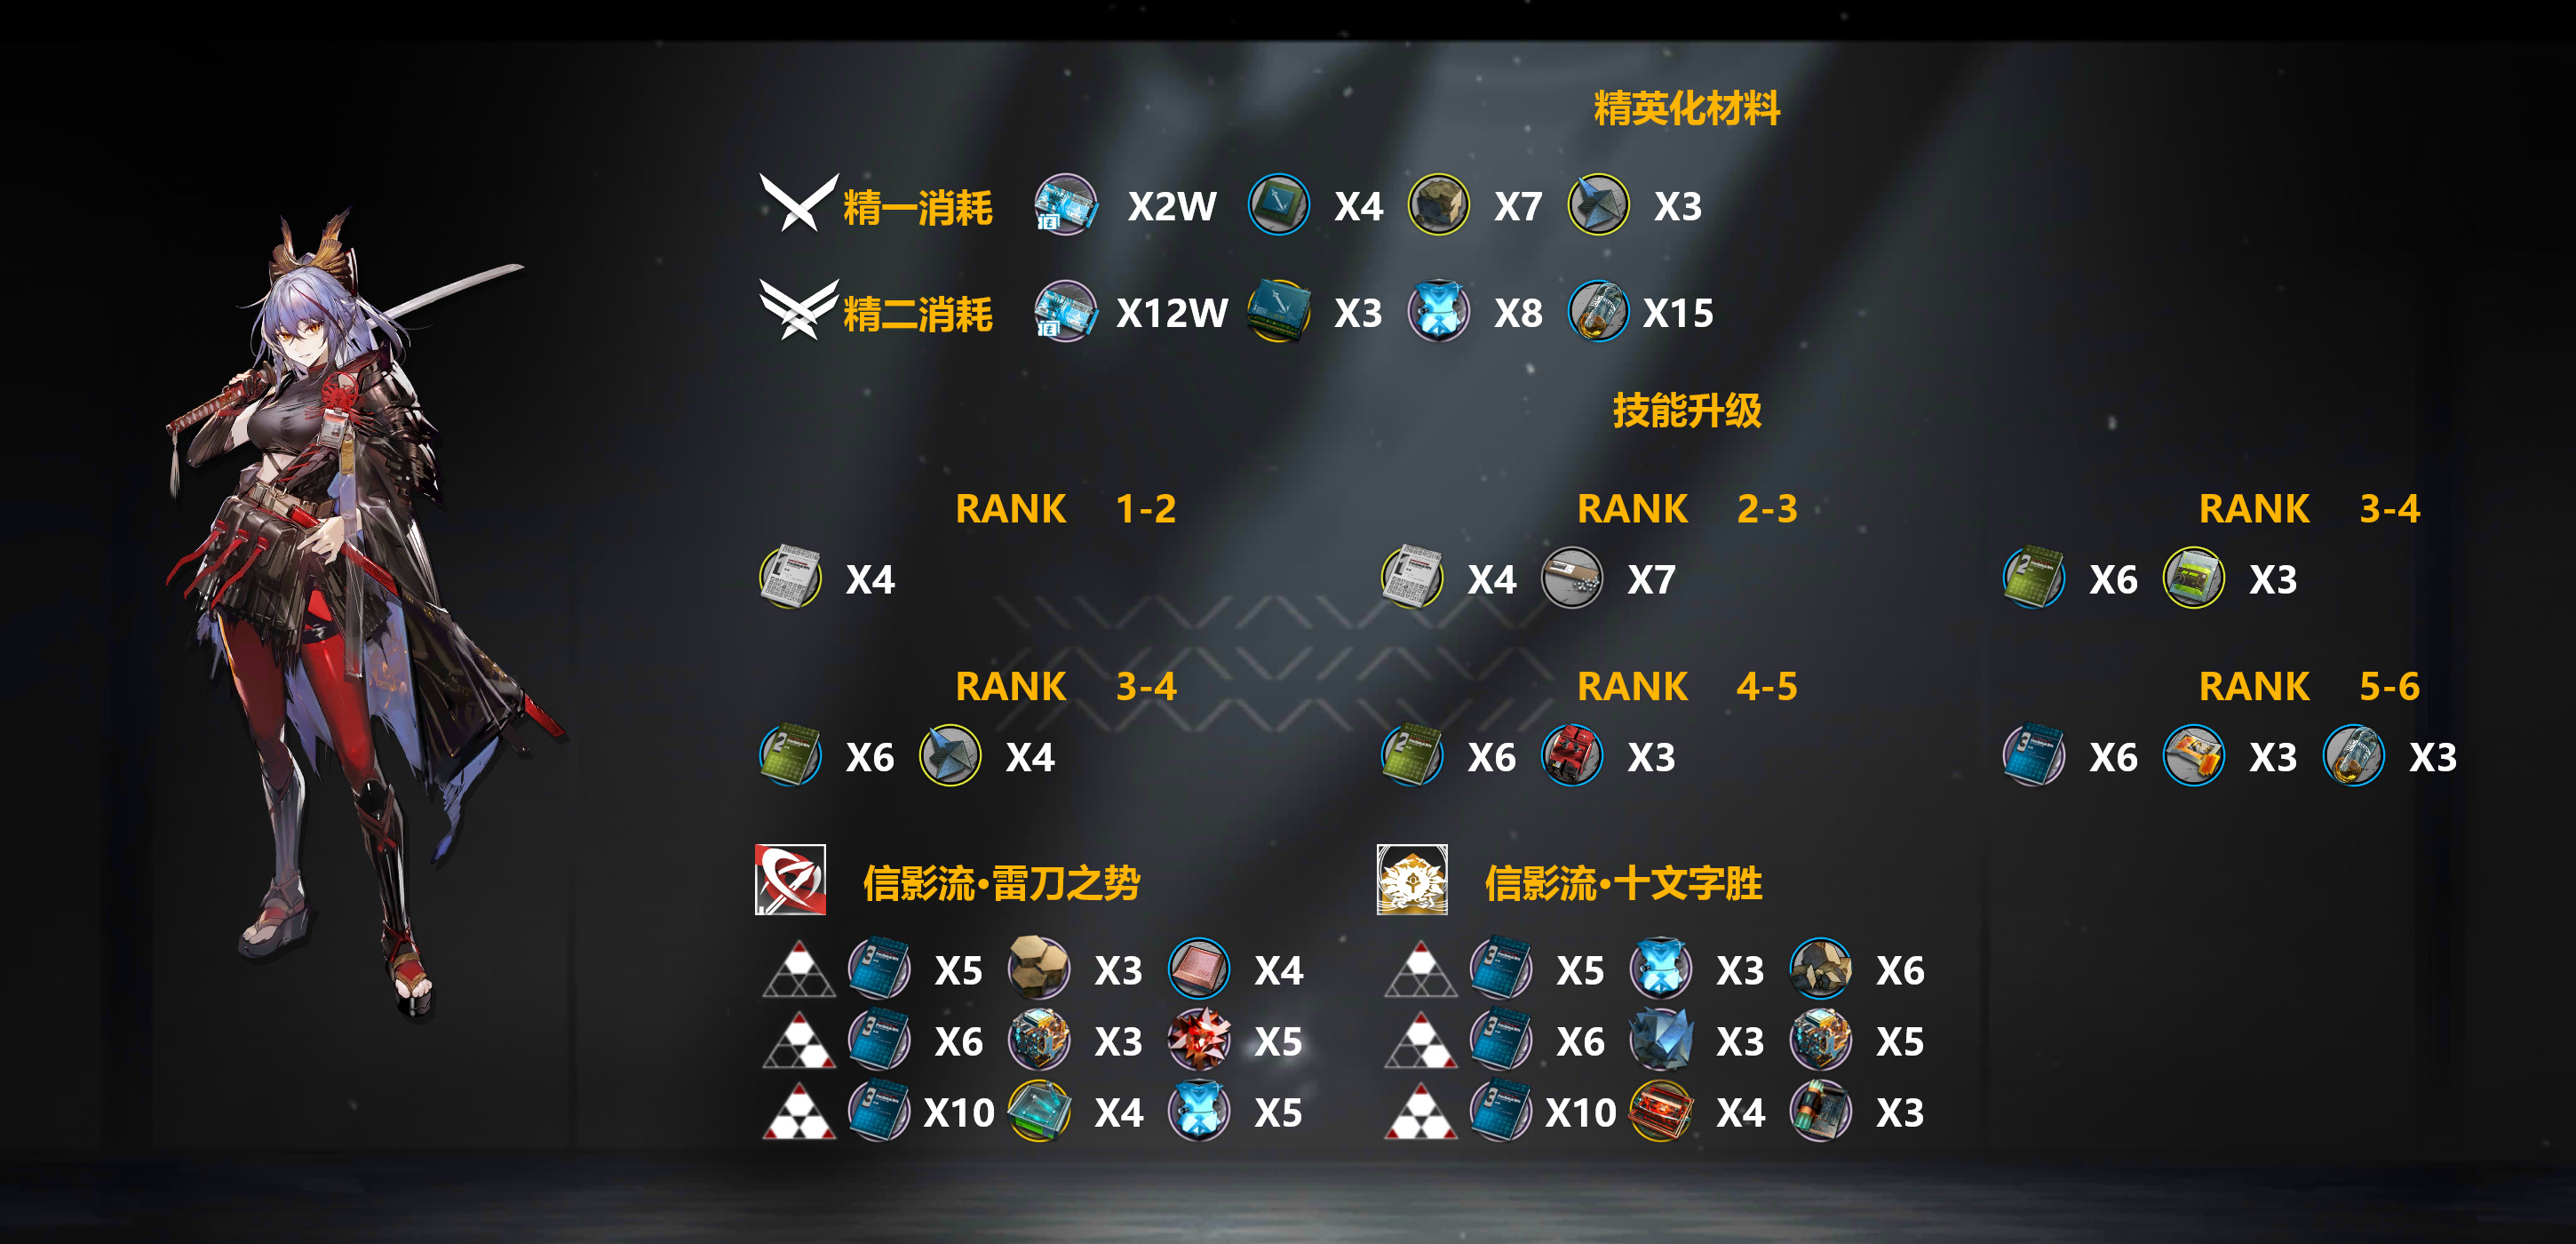 精英化材料
精一消耗 X2W X4 X7 X3
精二消耗 X12W X3 X8 X15
技能升级
RANK 1-2 RANK 2-3 RANK 3-4
X4 X4 X7 X6 X3
RANK 3-4 RANK 4-5 RANK 5-6
X6 X4 X6 X3 X6 X3 X3
信影流·雷刀之势 信影流·十文字胜
X5 X3 X4 X5 X3 X6
X6 X3 X5 X6 X3 X5
X10 X4 X5 X10 X4 X3